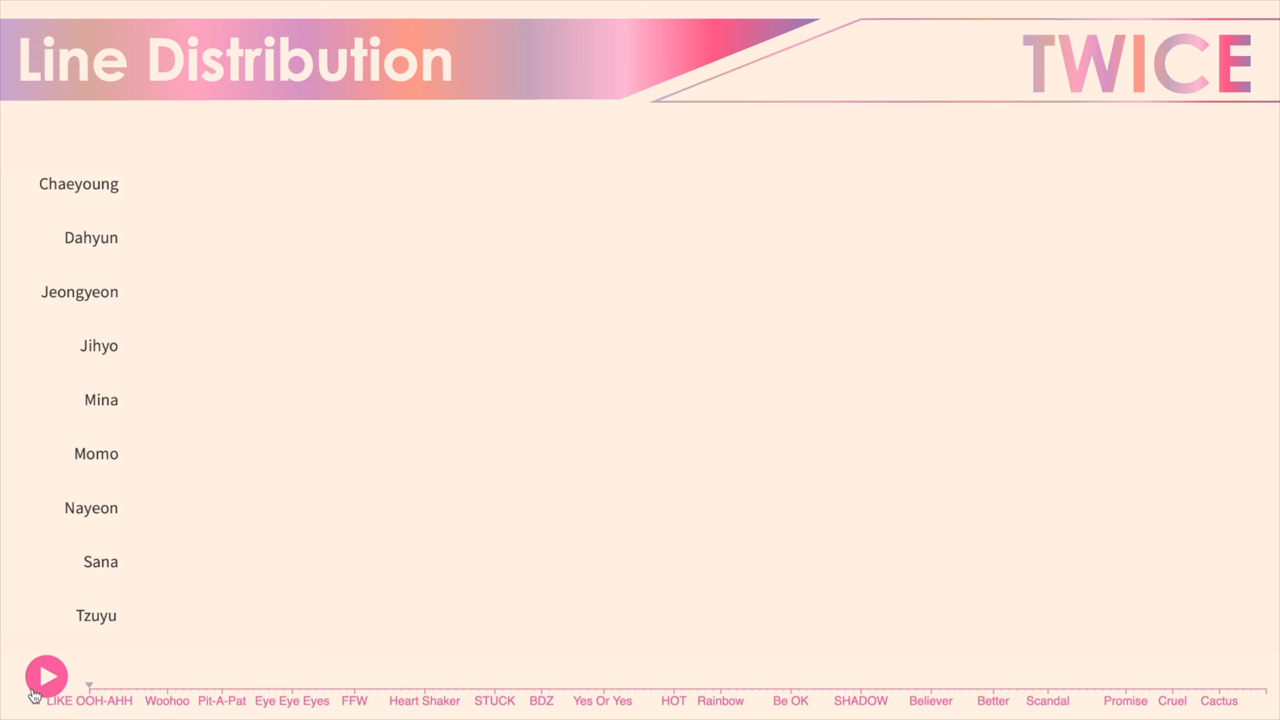 Line Distribution
TWICE
Chaeyoung
Dahyun
Jeongyeon
Jihyo
Mina
Momo
Nayeon
Sana
Tzuyu
LIKE OOH-AHH Woohoo Pit-A-Pat Eye Eye Eyes FFW Heart Shaker STUCK BDZ Yes Or Yes HOT Rainbow Be OK SHADOW Believer Better Scandal Promise Cruel Cactus